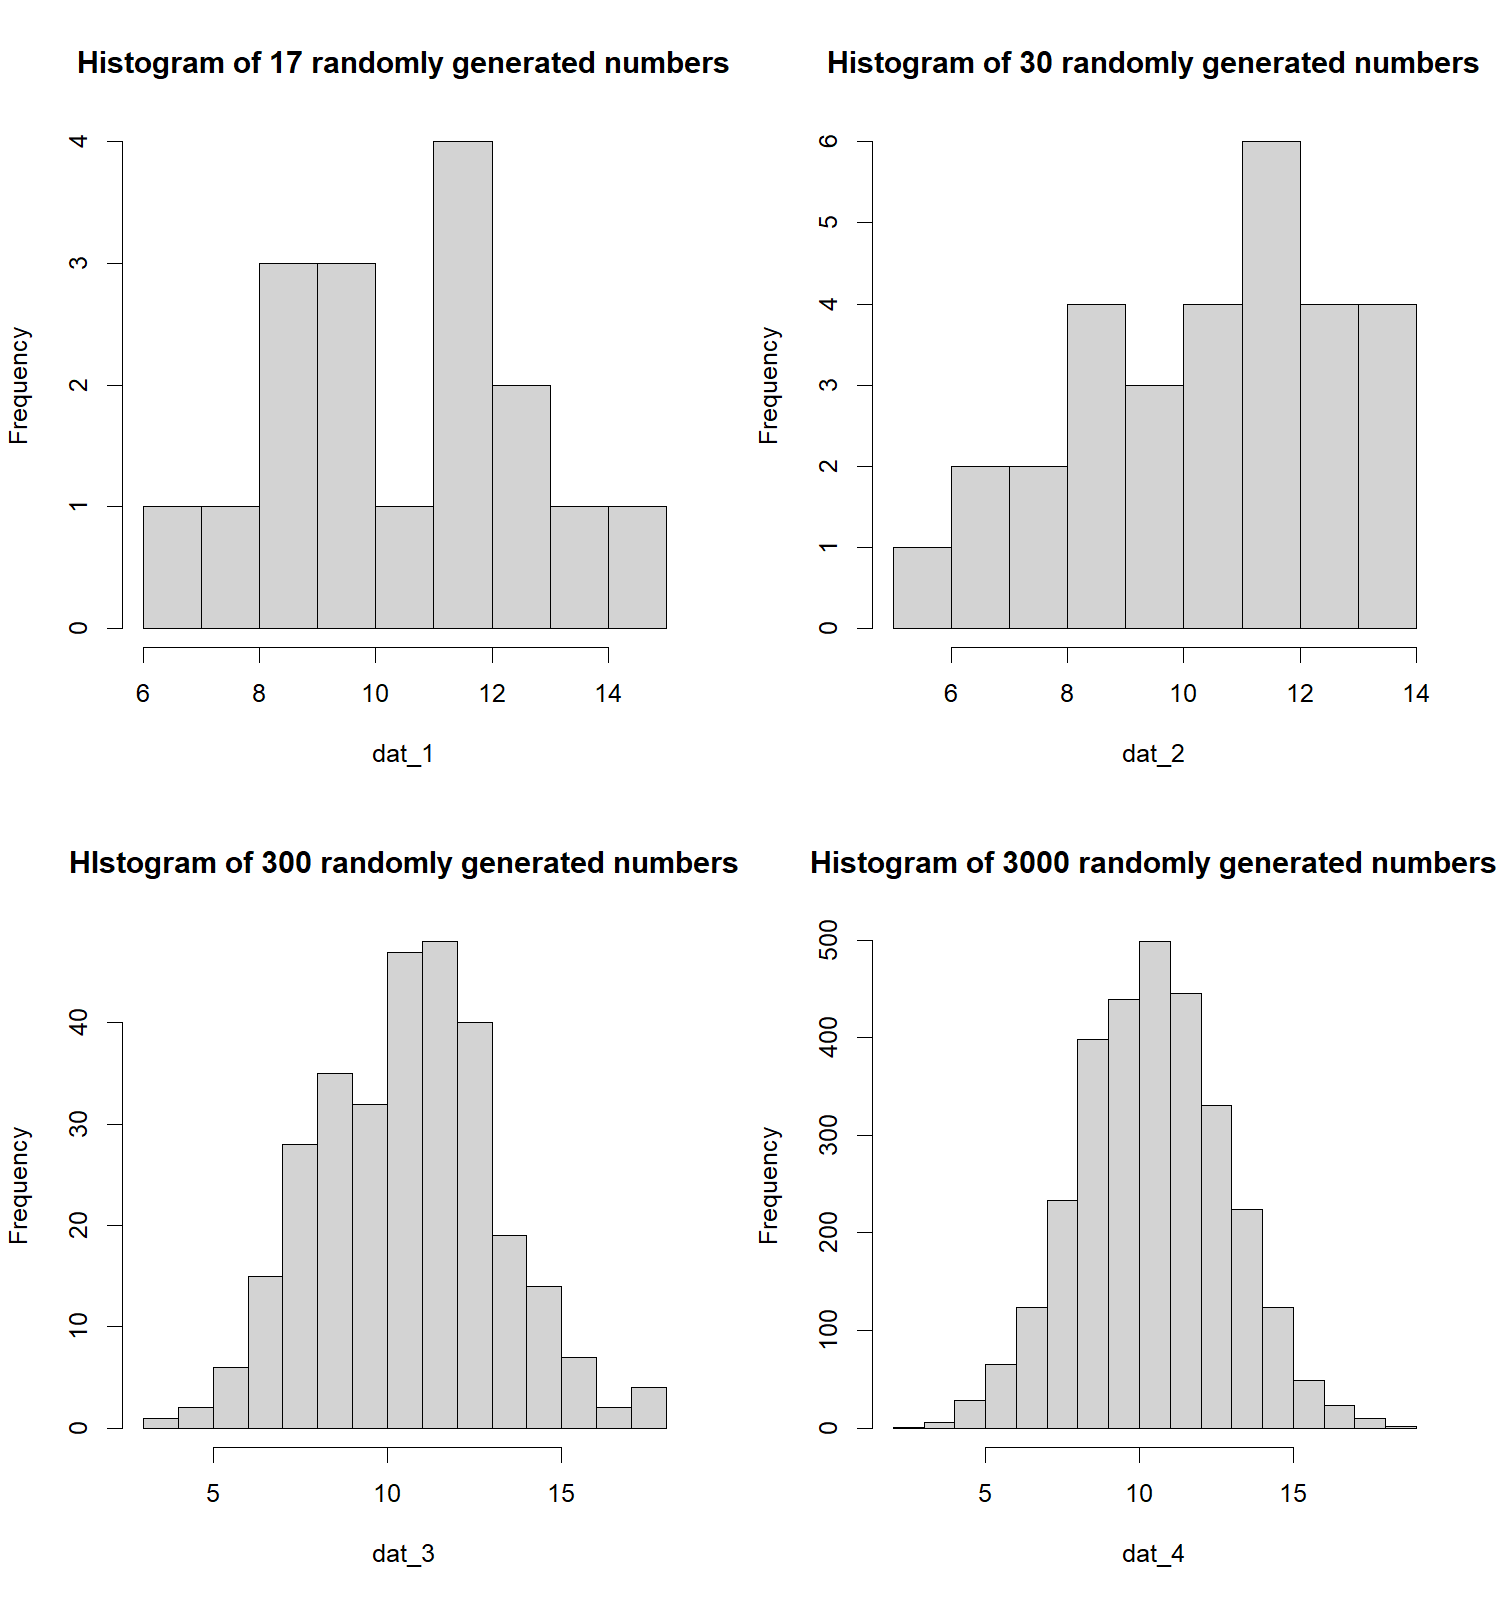 Histogram of 17 randomly generated numbers
Frequency
4
3
2
1
0
6 8 10 12 14
dat_1
Histogram of 30 randomly generated numbers
Frequency
6
5
4
3
2
1
0
6 8 10 12 14
dat_2
HIstogram of 300 randomly generated numbers
Frequency
40
30
20
10
0
5 10 15
dat_3
Histogram of 3000 randomly generated numbers
Frequency
500
400
300
200
100
0
5 10 15
dat_4